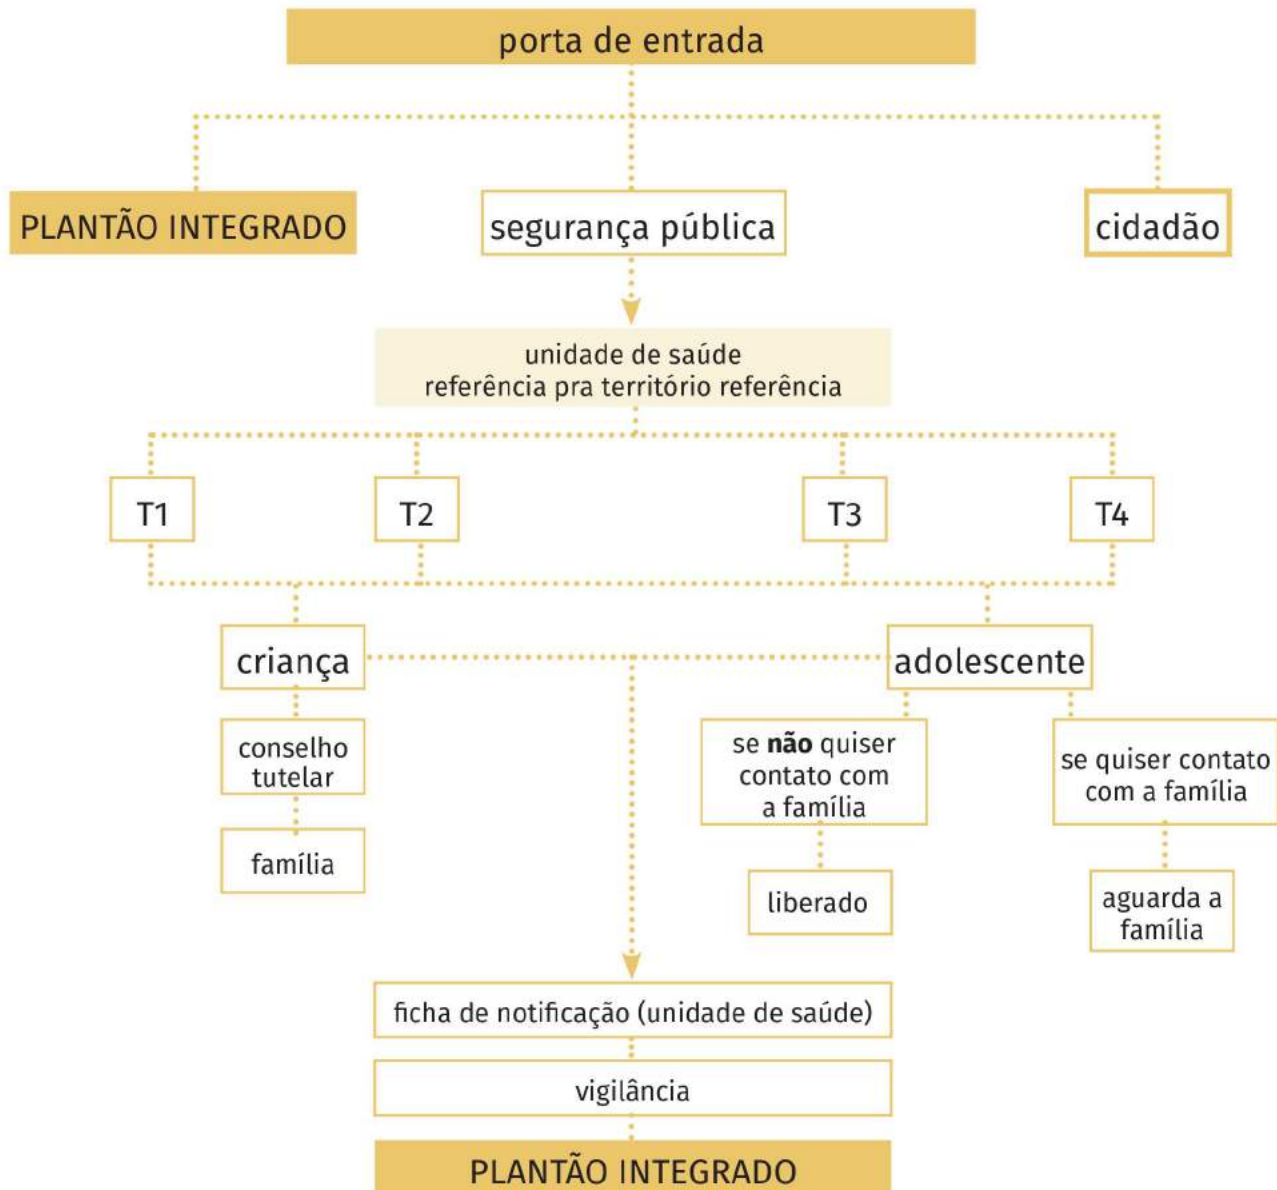 porta de entrada
PLANTÃO INTEGRADO
segurança pública
cidadão
unidade de saúde
referência pra território referência
T1
T2
T3
T4
criança
adolescente
conselho
tutelar
família
se não quiser
contato com
a família
liberado
se quiser contato
com a família
aguarda a
família
ficha de notificação (unidade de saúde)
vigilância
PLANTÃO INTEGRADO